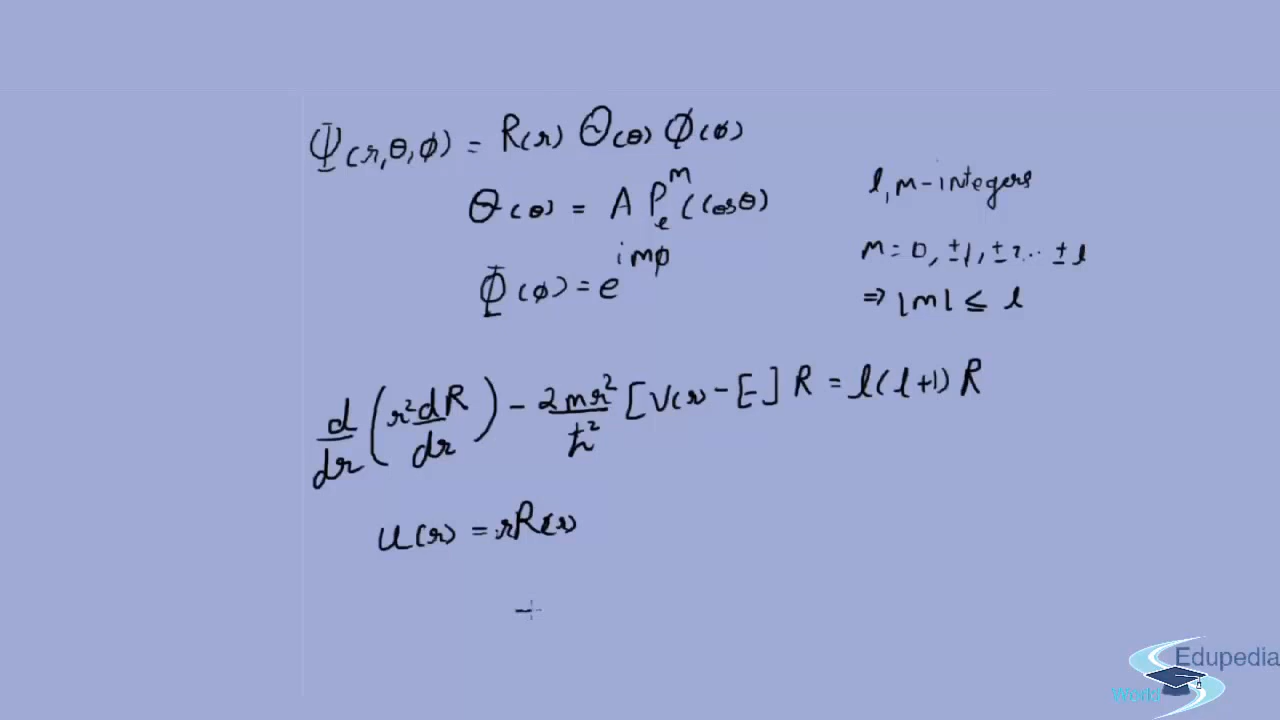 Ψ(r,θ,φ) = R(r) Θ(θ) Φ(φ)
Θ(θ) = A P_l^m (cosθ)
Φ(φ) = e^{imφ}
l, m - integers
m = 0, ±1, ±2.. ±l
⇒ |m| ≤ l
d/dr (r² dR/dr) - 2mr²/ħ² [V(r - E] R = l(l+1) R
u(r) = rR(r)
Edupedia
World